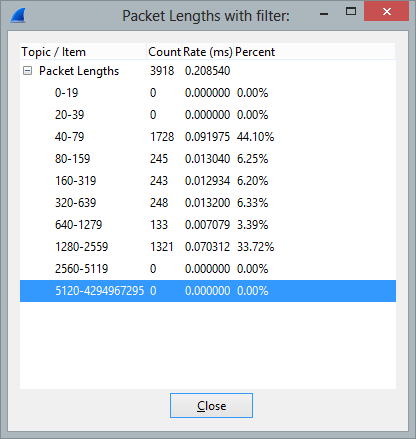 Packet Lengths with filter:
Topic / Item Count Rate (ms) Percent
Packet Lengths 3918 0.208540
0-19 0 0.000000 0.00%
20-39 0 0.000000 0.00%
40-79 1728 0.091975 44.10%
80-159 245 0.013040 6.25%
160-319 243 0.012934 6.20%
320-639 248 0.013200 6.33%
640-1279 133 0.007079 3.39%
1280-2559 1321 0.070312 33.72%
2560-5119 0 0.000000 0.00%
5120-4294967295 0 0.000000 0.00%
Close